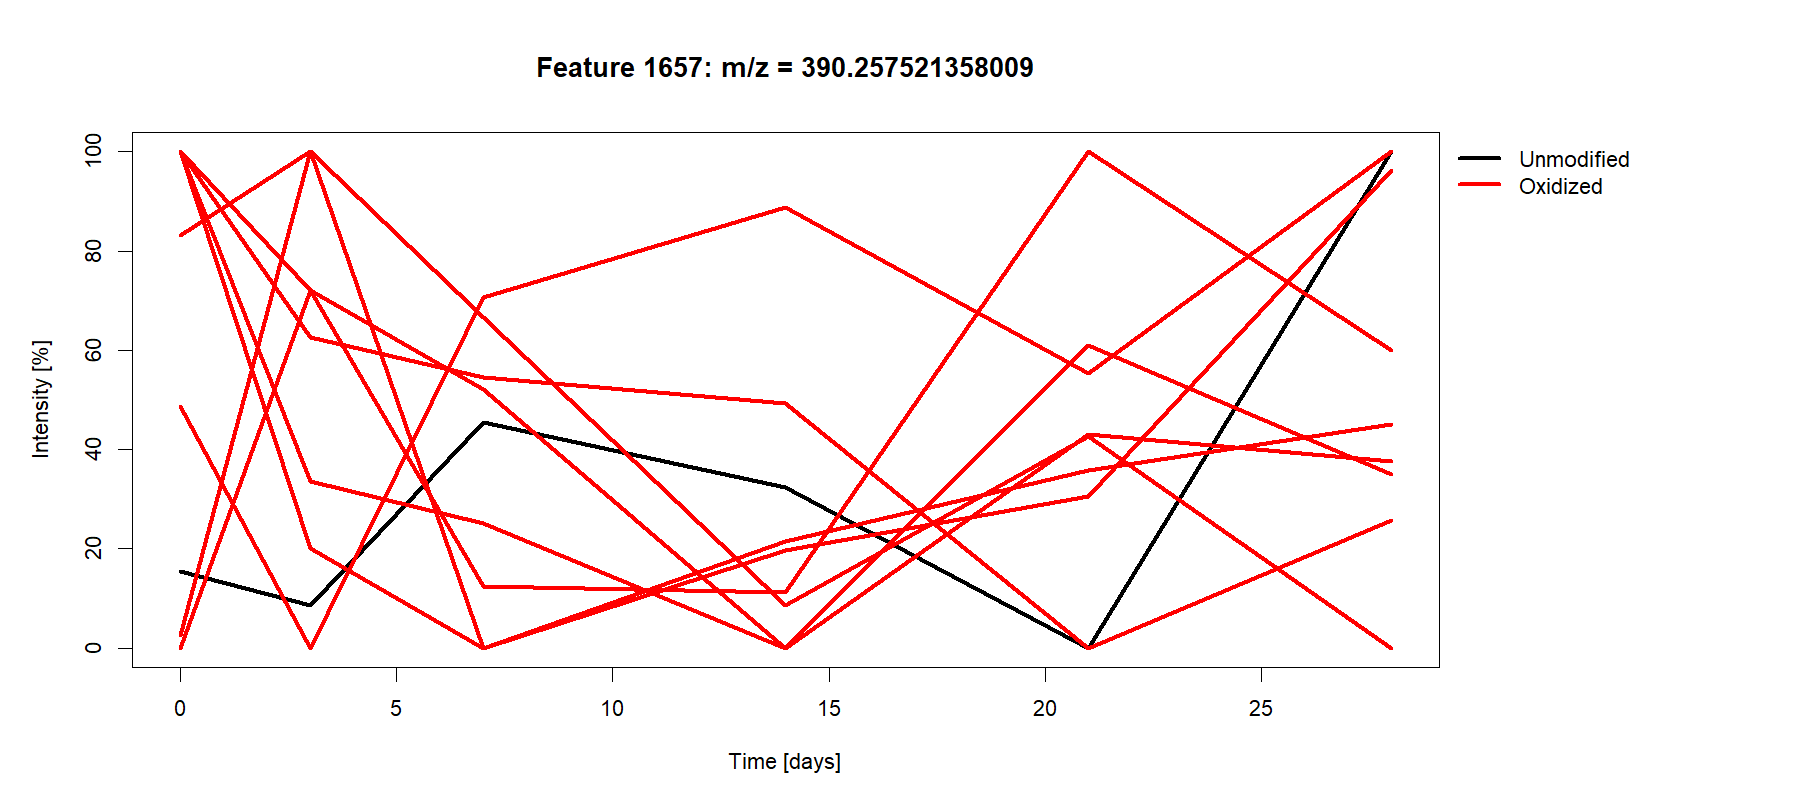 Feature 1657: m/z = 390.257521358009
Unmodified
Oxidized
100
80
60
40
20
0
Intensity [%]
0 5 10 15 20 25
Time [days]